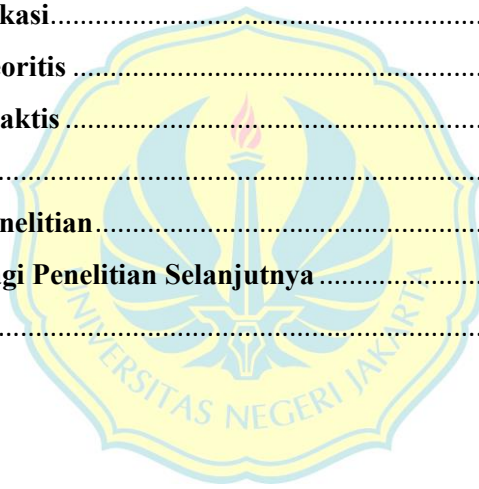 kasi..........................................................
oritis .......................................................
aktis ........................................................
................................................................
nelitian.....................................................
gi Penelitian Selanjutnya......................
................................................................
UNIVERSITAS NEGERI JAKARTA